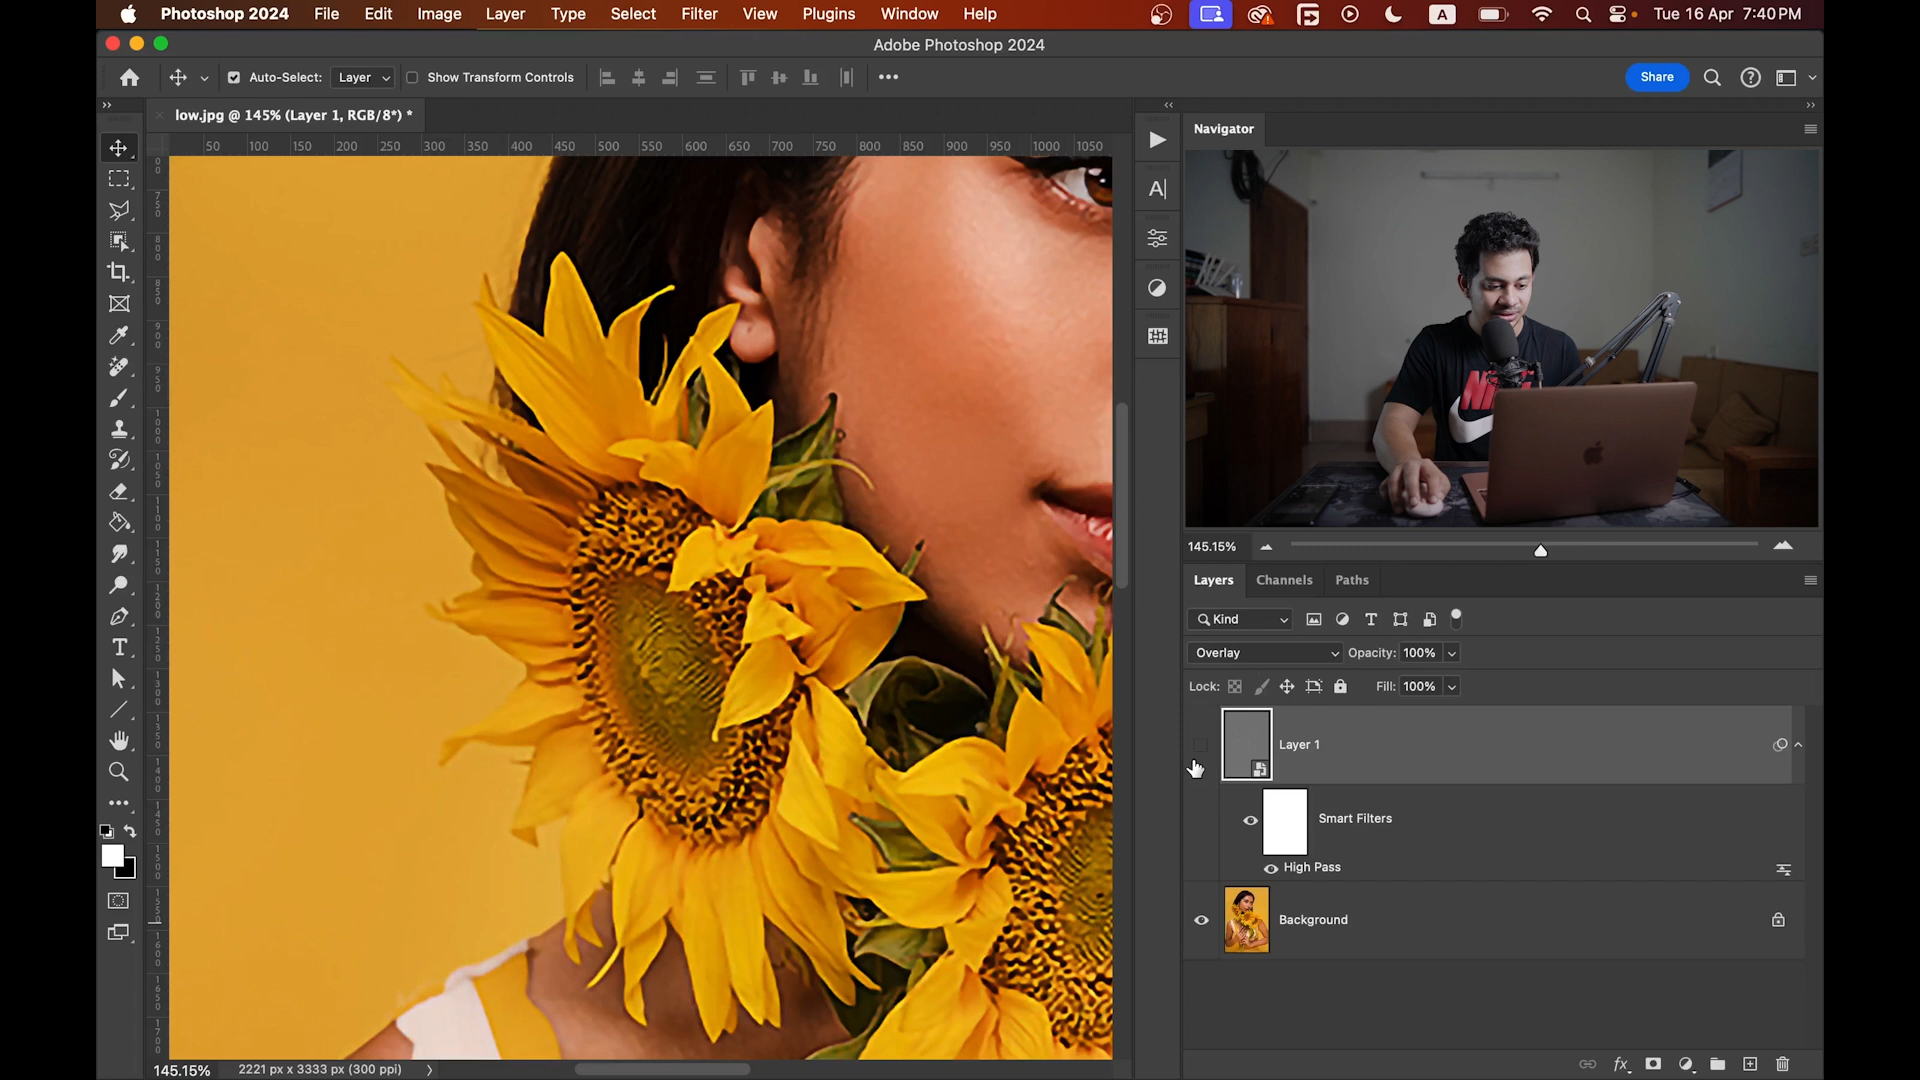 Photoshop 2024 File Edit Image Layer Type Select Filter View Plugins Window Help A Tue 16 Apr 7:40 PM
Adobe Photoshop 2024
Auto-Select: Layer Show Transform Controls Share
low.jpg @ 145% (Layer 1, RGB/8*) *
50 100 150 200 250 300 350 400 450 500 550 600 650 700 750 800 850 900 950 1000 1050
Navigator
145.15%
Layers Channels Paths
Kind
Overlay Opacity: 100%
Lock: Fill: 100%
Layer 1
Smart Filters
High Pass
Background
fx
145.15% 2221 px x 3333 px (300 ppi)